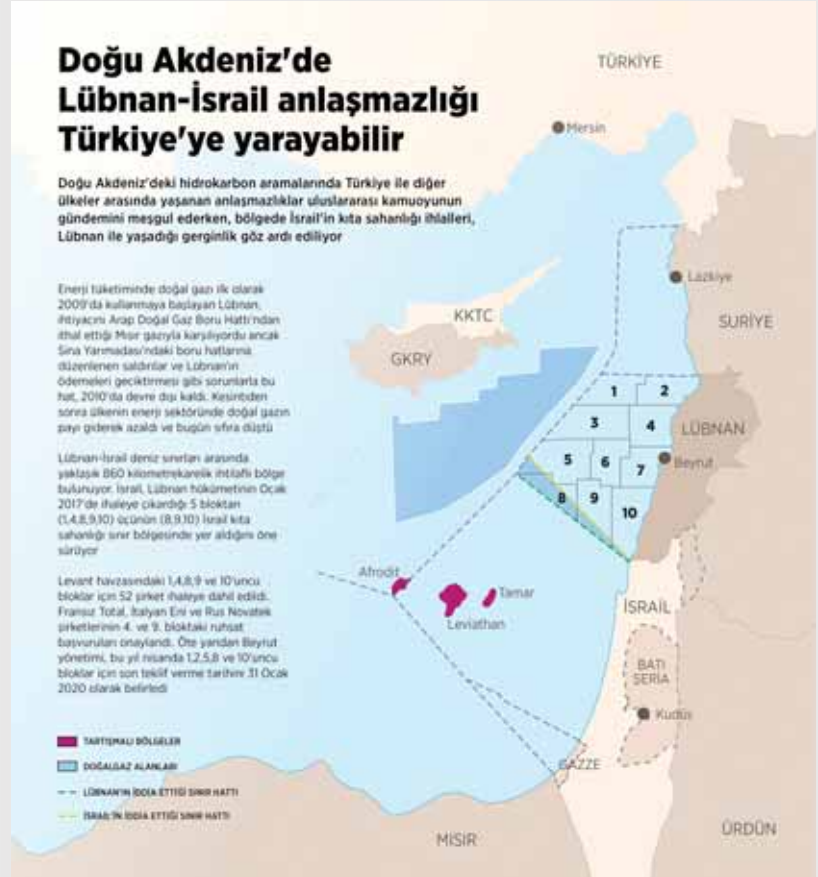 Doğu Akdeniz'de
Lübnan-İsrail anlaşmazlığı
Türkiye'ye yarayabilir
Doğu Akdeniz'deki hidrokarbon aramalarında Türkiye ile diğer
ülkeler arasında yaşanan anlaşmazlıklar uluslararası kamuoyunun
gündemini meşgul ederken, bölgede İsrail'in kıta sahanlığı ihlalleri,
Lübnan ile yaşadığı gerginlik göz ardı ediliyor
Enerji tüketiminde doğal gazı ilk olarak
2009'da kullanmaya başlayan Lübnan,
ihtiyacını Arap Doğal Gaz Boru Hattı'ndan
ithal ettiği Mısır gazıyla karşılıyordu ancak
Sina Yarımadası'ndaki boru hatlarına
düzenlenen saldırılar ve Lübnan'ın
ödemeleri geciktirmesi gibi sorunlarla bu
hat, 2010'da devre dışı kaldı. Kesintiden
sonra ülkenin enerji sektöründe doğal gazın
payı giderek azaldı ve bugün sıfıra düştü
Lübnan-İsrail deniz sınırları arasında
yaklaşık 860 kilometrekarelik ihtilaflı bölge
bulunuyor. İsrail, Lübnan hükümetinin Ocak
2017'de ihaleye çıkardığı 5 bloktan
(1,4,8,9,10) üçünün (8,9,10) İsrail kıta
sahanlığı sınır bölgesinde yer aldığını öne
sürüyor
Levant havzasındaki 1,4,8,9 ve 10'uncu
bloklar için 52 şirket ihaleye dahil edildi.
Fransız Total, İtalyan Eni ve Rus Novatek
şirketlerinin 4. ve 9. bloktaki ruhsat
başvuruları onaylandı. Öte yandan Beyrut
yönetimi, bu yıl nisanda 1,2,5,8 ve 10'uncu
bloklar için son teklif verme tarihini 31 Ocak
2020 olarak belirledi
TARTIŞMALI BÖLGELER
DOĞALGAZ ALANLARI
LÜBNAN'IN İDDİA ETTİĞİ SINIR HATTI
İSRAİL'İN İDDİA ETTİĞİ SINIR HATTI
TÜRKİYE
Mersin
Lazkiye
SURİYE
KKTC
GKRY
1
2
3
4
LÜBNAN
5
6
7
Beyrut
8
9
10
Afrodit
Tamar
Leviathan
İSRAİL
BATI
ŞERİA
Kudüs
GAZZE
MISIR
ÜRDÜN